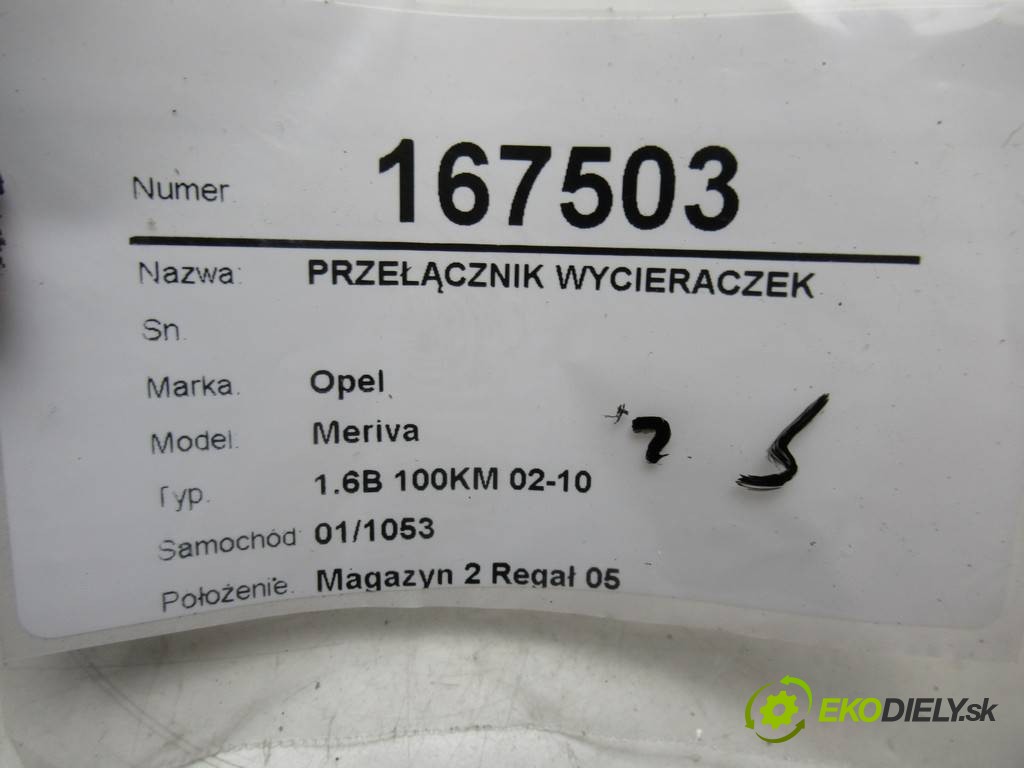 Numer 167503
Nazwa: PRZEŁĄCZNIK WYCIERACZEK
Sn.
Marka. Opel
Model. Meriva
Typ. 1.6B 100KM 02-10
Samochód 01/1053
Położenie. Magazyn 2 Regał 05
EKODIELY.sk